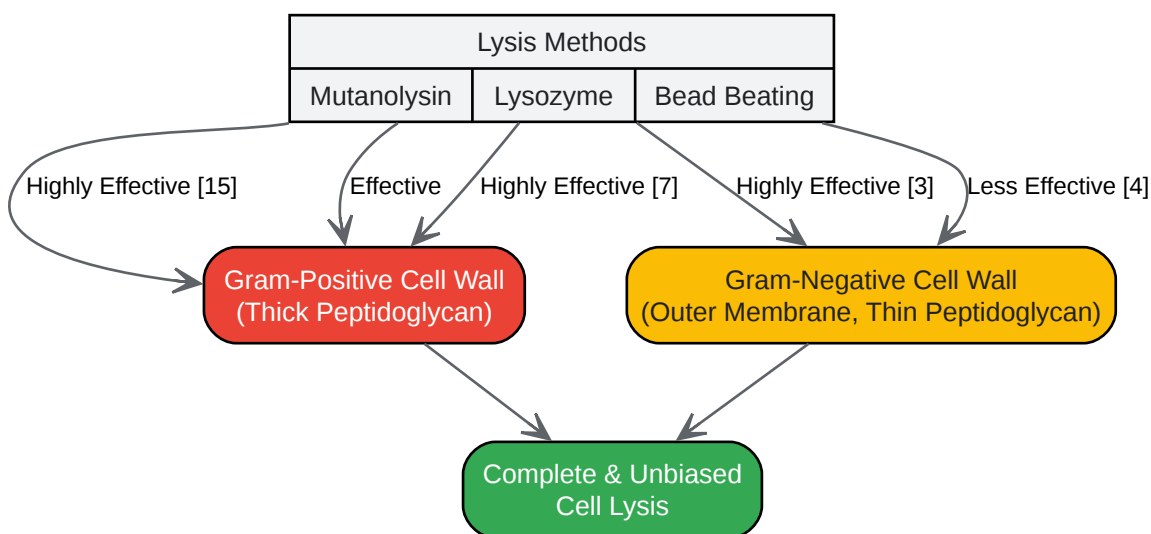 Lysis Methods
Mutanolysin
Lysozyme
Bead Beating
Highly Effective [15]
Effective
Highly Effective [7]
Highly Effective [3]
Less Effective [4]
Gram-Positive Cell Wall
(Thick Peptidoglycan)
Gram-Negative Cell Wall
(Outer Membrane, Thin Peptidoglycan)
Complete & Unbiased
Cell Lysis